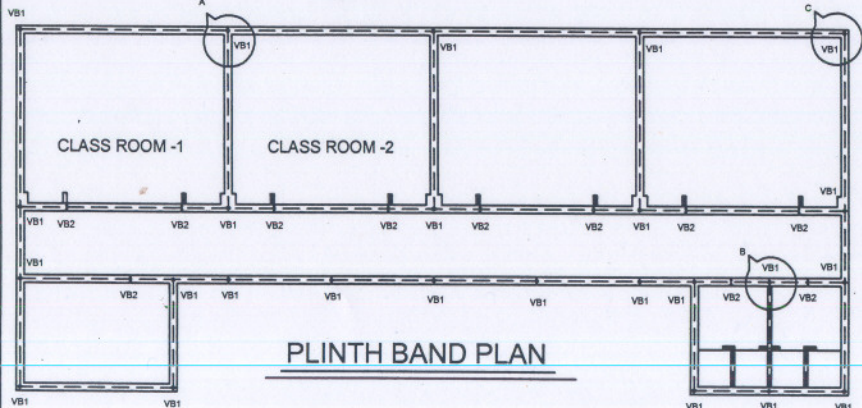 A
C
VB1
VB1 VB1 VB1 VB1
CLASS ROOM -1 CLASS ROOM -2
VB1
VB1 VB2 VB2 VB1 VB2 VB2 VB1 VB2 VB2 VB1 VB2 VB2
VB1 B VB1 VB1
VB2 VB1 VB1 VB1 VB1 VB1 VB1 VB1 VB2 VB2
PLINTH BAND PLAN
VB1 VB1 VB1 VB1 VB1